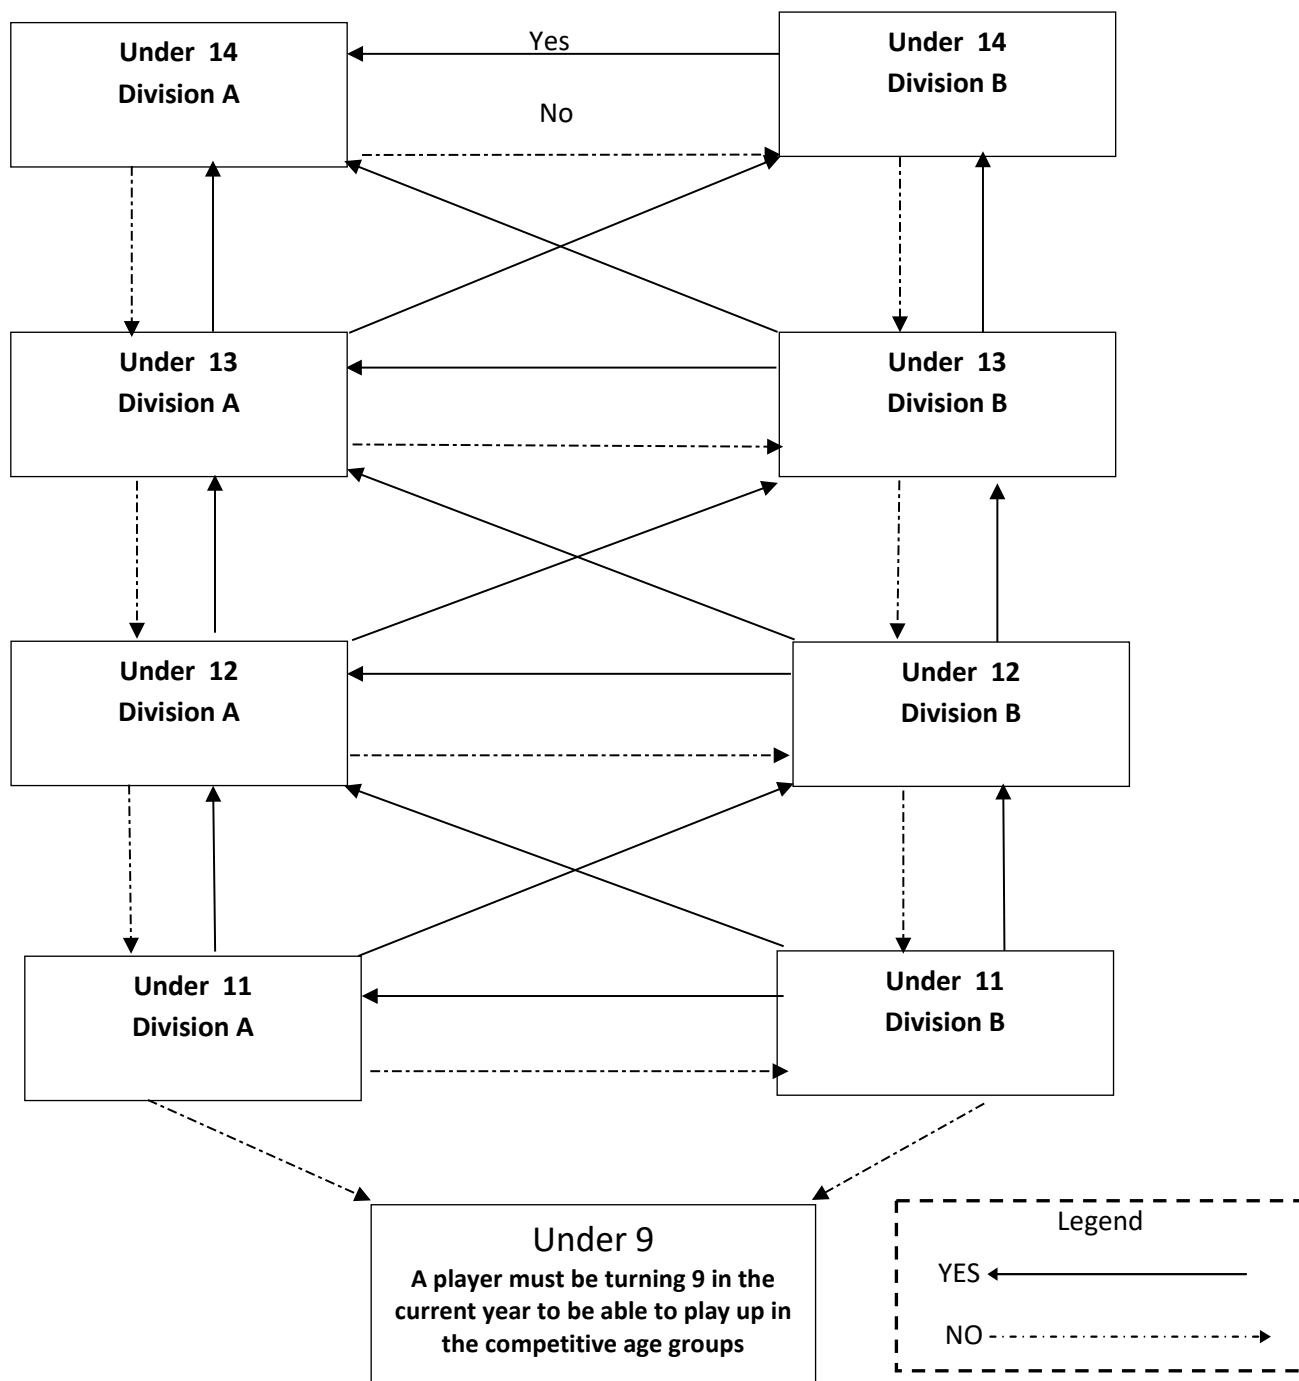 Under 14
Division A
Yes
No
Under 14
Division B
Under 13
Division A
Under 13
Division B
Under 12
Division A
Under 12
Division B
Under 11
Division A
Under 11
Division B
Under 9
A player must be turning 9 in the
current year to be able to play up in
the competitive age groups
Legend
YES
NO